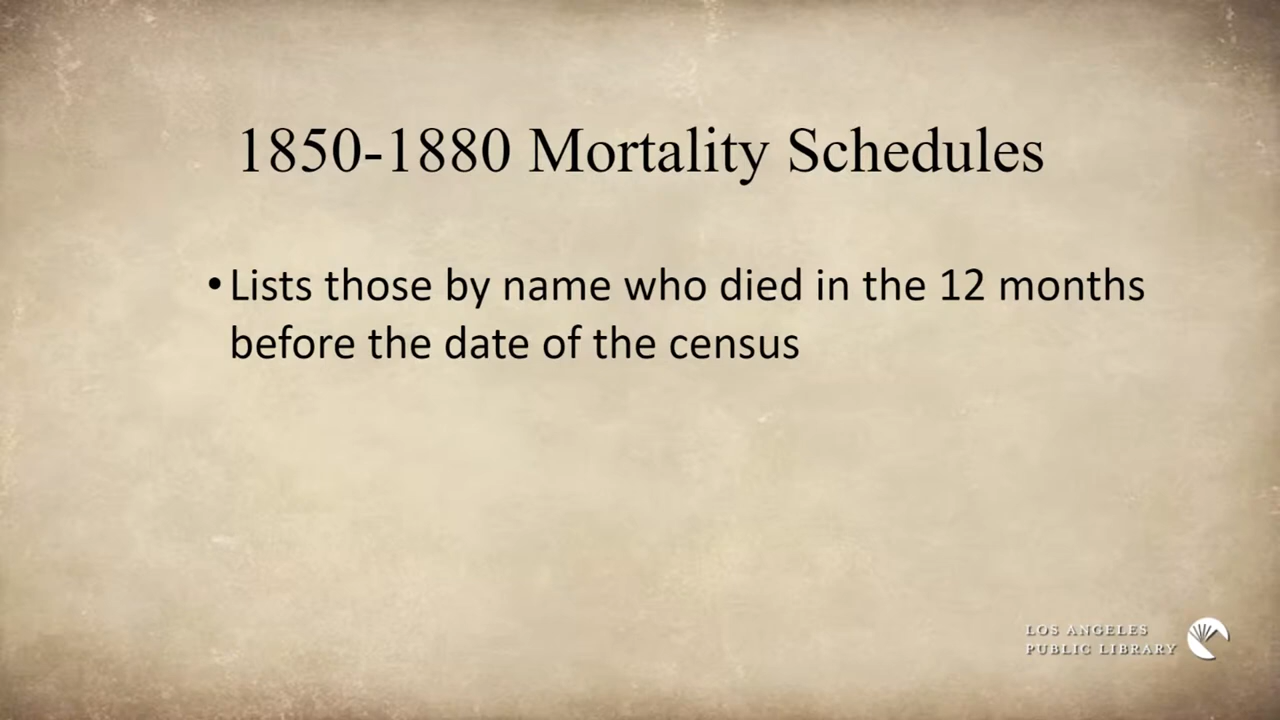 1850-1880 Mortality Schedules
• Lists those by name who died in the 12 months
before the date of the census
LOS ANGELES
PUBLIC LIBRARY